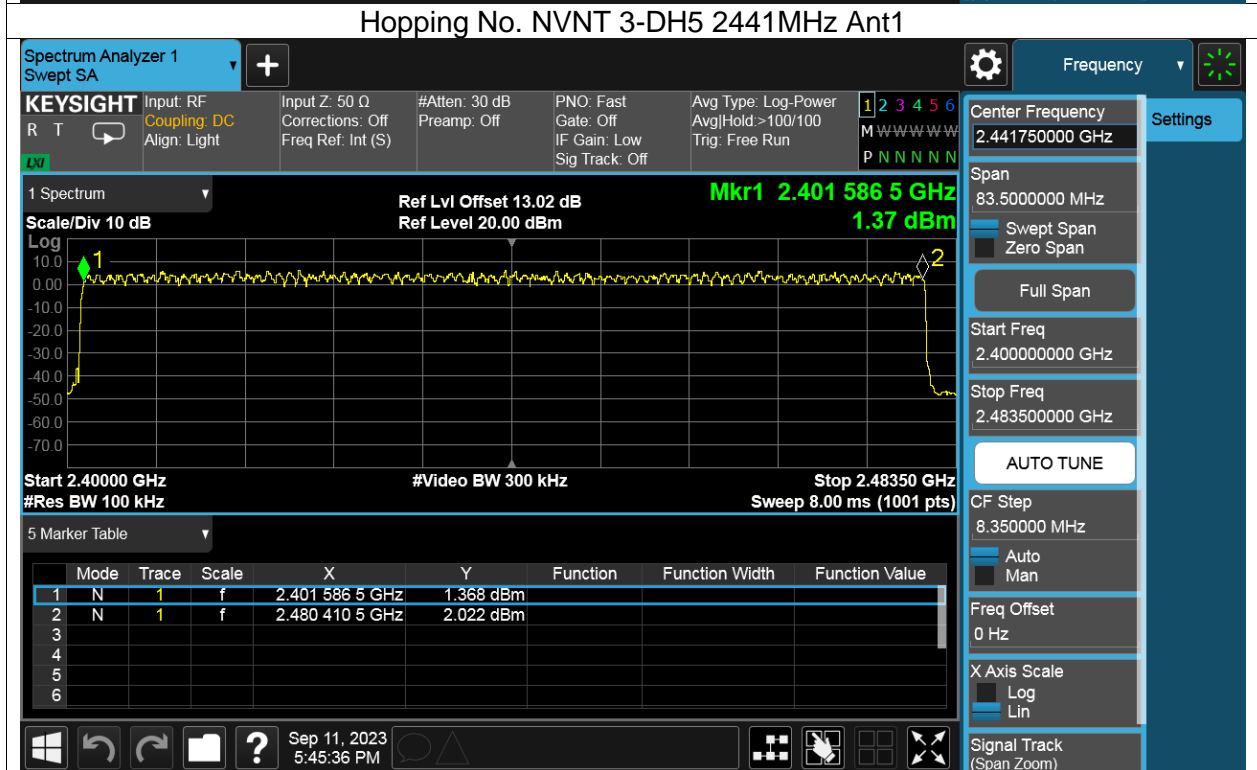 Hopping No. NVNT 3-DH5 2441MHz Ant1
Spectrum Analyzer 1
Swept SA
+
Frequency
KEYSIGHT
R T
LXI
Input: RF
Coupling: DC
Align: Light
Input Z: 50 Ω
Corrections: Off
Freq Ref: Int (S)
#Atten: 30 dB
Preamp: Off
PNO: Fast
Gate: Off
IF Gain: Low
Sig Track: Off
Avg Type: Log-Power
Avg|Hold:>100/100
Trig: Free Run
1 2 3 4 5 6
M W W W W W
P N N N N N
Center Frequency
2.441750000 GHz
Settings
Span
83.5000000 MHz
Swept Span
Zero Span
Full Span
Start Freq
2.400000000 GHz
Stop Freq
2.483500000 GHz
AUTO TUNE
CF Step
8.350000 MHz
Auto
Man
Freq Offset
0 Hz
X Axis Scale
Log
Lin
Signal Track
(Span Zoom)
1 Spectrum
Scale/Div 10 dB
Ref Lvl Offset 13.02 dB
Ref Level 20.00 dBm
Mkr1 2.401 586 5 GHz
1.37 dBm
Log
10.0
0.00
-10.0
-20.0
-30.0
-40.0
-50.0
-60.0
-70.0
1
2
Start 2.40000 GHz
#Res BW 100 kHz
#Video BW 300 kHz
Stop 2.48350 GHz
Sweep 8.00 ms (1001 pts)
5 Marker Table
Mode Trace Scale X Y Function Function Width Function Value
1 N 1 f 2.401 586 5 GHz 1.368 dBm
2 N 1 f 2.480 410 5 GHz 2.022 dBm
3
4
5
6
?
Sep 11, 2023
5:45:36 PM